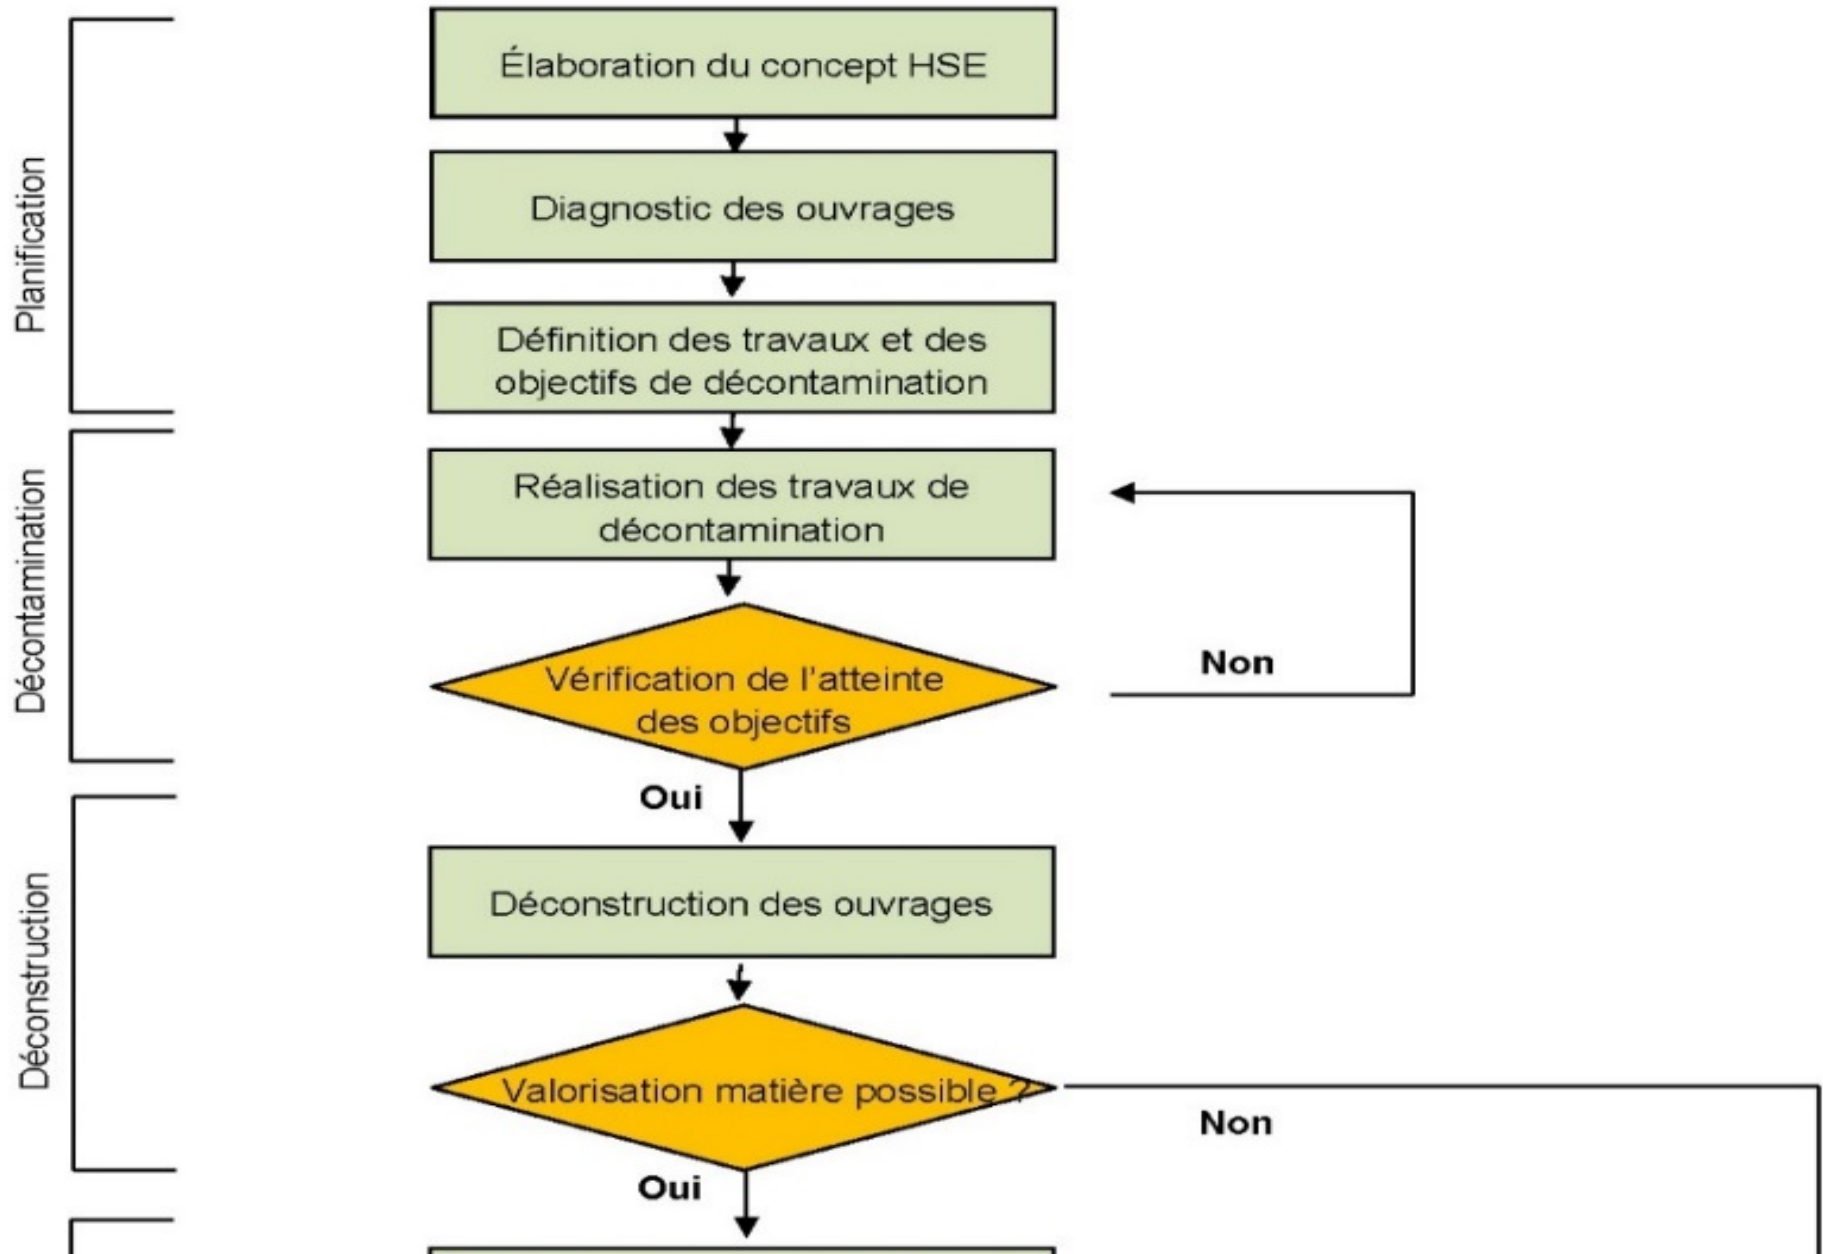 Planification
Élaboration du concept HSE
Diagnostic des ouvrages
Définition des travaux et des
objectifs de décontamination
Décontamination
Réalisation des travaux de
décontamination
Vérification de l'atteinte
des objectifs
Non
Oui
Déconstruction
Déconstruction des ouvrages
Valorisation matière possible ?
Non
Oui